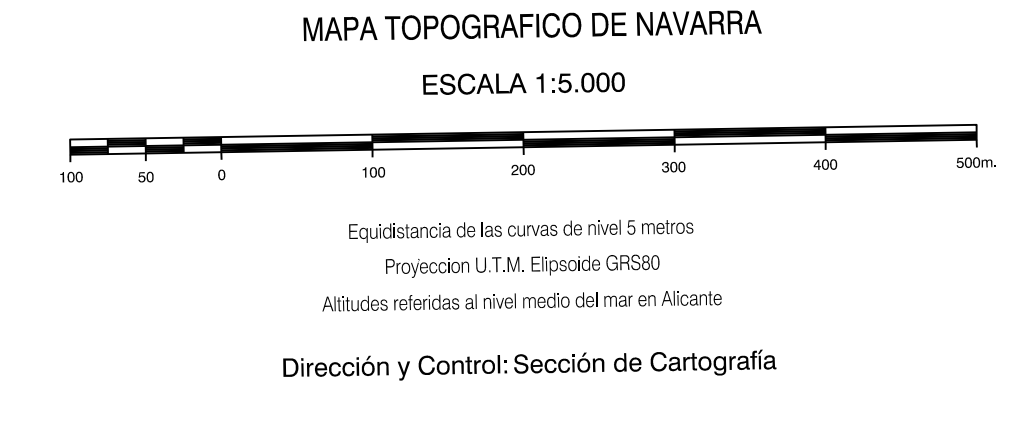 MAPA TOPOGRAFICO DE NAVARRA
ESCALA 1:5.000
100 50 0 100 200 300 400 500m.
Equidistancia de las curvas de nivel 5 metros
Proyeccion U.T.M. Elipsoide GRS80
Altitudes referidas al nivel medio del mar en Alicante
Dirección y Control: Sección de Cartografía